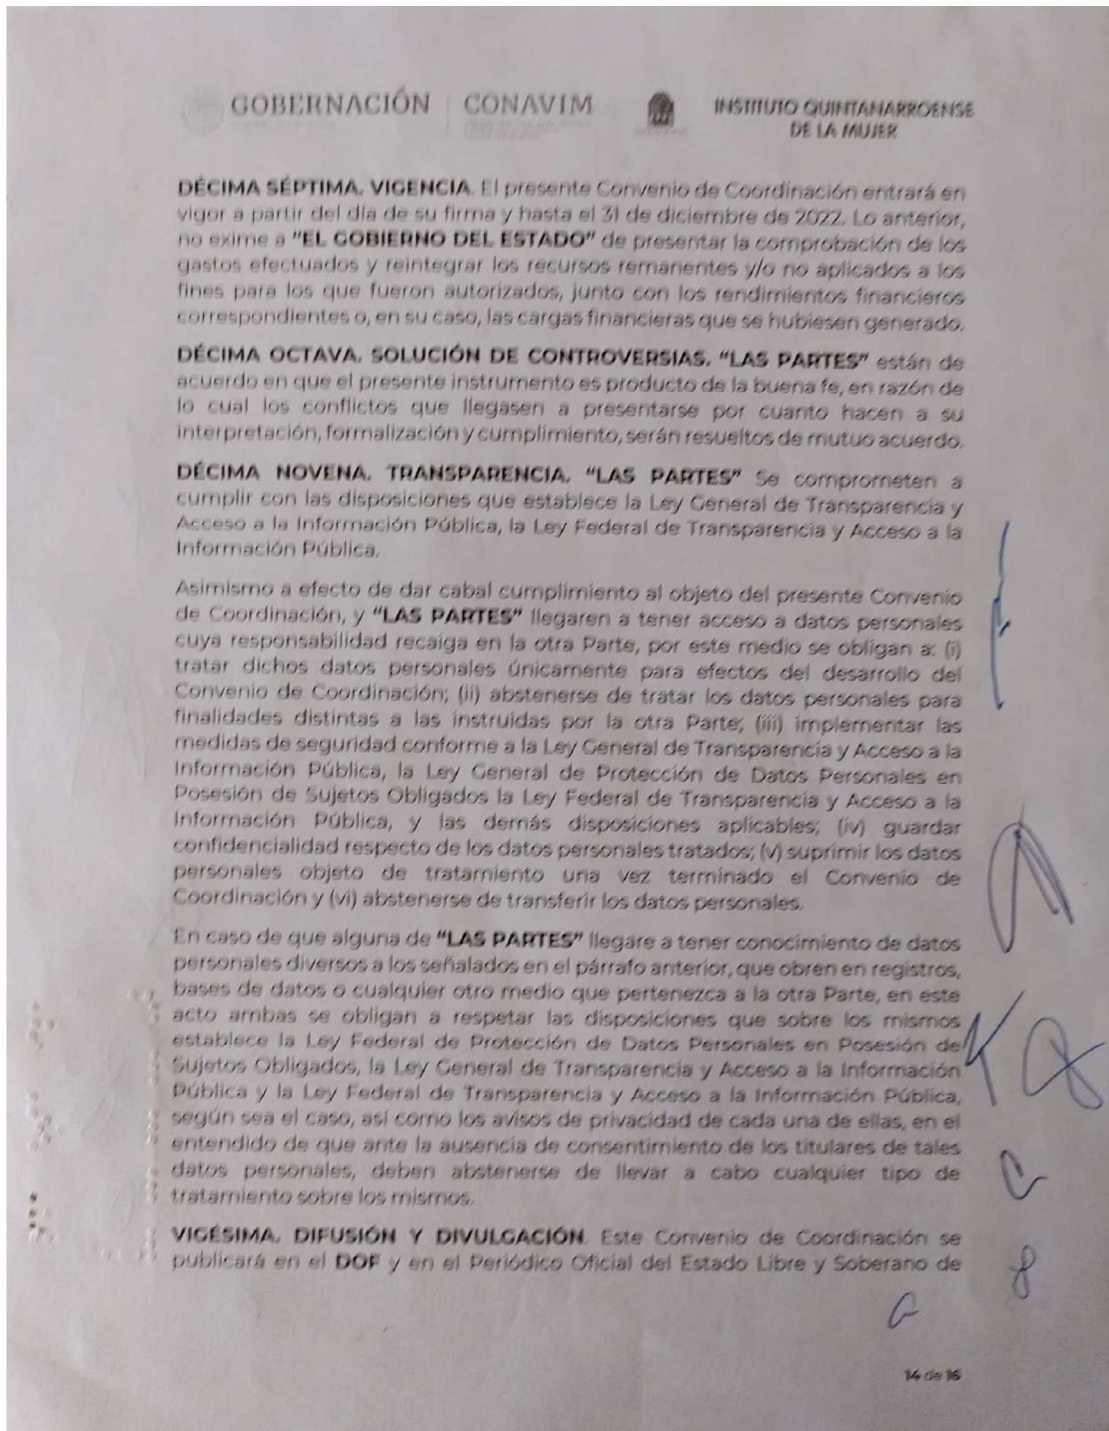 GOBERNACIÓN CONAVIM INSTITUTO QUINTANARROENSE
DE LA MUJER
DÉCIMA SÉPTIMA. VIGENCIA. El presente Convenio de Coordinación entrará en
vigor a partir del día de su firma y hasta el 31 de diciembre de 2022. Lo anterior,
no exime a "EL GOBIERNO DEL ESTADO" de presentar la comprobación de los
gastos efectuados y reintegrar los recursos remanentes y/o no aplicados a los
fines para los que fueron autorizados, junto con los rendimientos financieros
correspondientes o, en su caso, las cargas financieras que se hubiesen generado.
DÉCIMA OCTAVA. SOLUCIÓN DE CONTROVERSIAS. "LAS PARTES" están de
acuerdo en que el presente instrumento es producto de la buena fe, en razón de
lo cual los conflictos que llegasen a presentarse por cuanto hacen a su
interpretación, formalización y cumplimiento, serán resueltos de mutuo acuerdo.
DÉCIMA NOVENA. TRANSPARENCIA. "LAS PARTES" Se comprometen a
cumplir con las disposiciones que establece la Ley General de Transparencia y
Acceso a la Información Pública, la Ley Federal de Transparencia y Acceso a la
Información Pública.
Asimismo a efecto de dar cabal cumplimiento al objeto del presente Convenio
de Coordinación, y "LAS PARTES" llegaren a tener acceso a datos personales
cuya responsabilidad recaiga en la otra Parte, por este medio se obligan a: (i)
tratar dichos datos personales únicamente para efectos del desarrollo del
Convenio de Coordinación; (ii) abstenerse de tratar los datos personales para
finalidades distintas a las instruidas por la otra Parte; (iii) implementar las
medidas de seguridad conforme a la Ley General de Transparencia y Acceso a la
Información Pública, la Ley General de Protección de Datos Personales en
Posesión de Sujetos Obligados la Ley Federal de Transparencia y Acceso a la
Información Pública, y las demás disposiciones aplicables; (iv) guardar
confidencialidad respecto de los datos personales tratados; (v) suprimir los datos
personales objeto de tratamiento una vez terminado el Convenio de
Coordinación y (vi) abstenerse de transferir los datos personales.
En caso de que alguna de "LAS PARTES" llegare a tener conocimiento de datos
personales diversos a los señalados en el párrafo anterior, que obren en registros,
bases de datos o cualquier otro medio que pertenezca a la otra Parte, en este
acto ambas se obligan a respetar las disposiciones que sobre los mismos
establece la Ley Federal de Protección de Datos Personales en Posesión de
Sujetos Obligados, la Ley General de Transparencia y Acceso a la Información
Pública y la Ley Federal de Transparencia y Acceso a la Información Pública,
según sea el caso, así como los avisos de privacidad de cada una de ellas, en el
entendido de que ante la ausencia de consentimiento de los titulares de tales
datos personales, deben abstenerse de llevar a cabo cualquier tipo de
tratamiento sobre los mismos.
VIGÉSIMA. DIFUSIÓN Y DIVULGACIÓN. Este Convenio de Coordinación se
publicará en el DOF y en el Periódico Oficial del Estado Libre y Soberano de
14 de 16